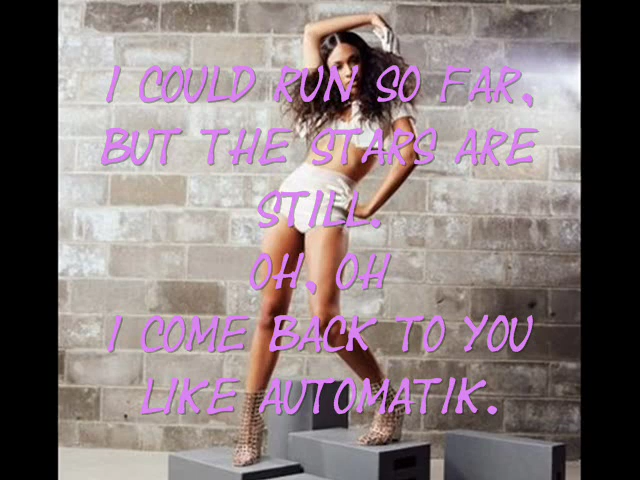 I COULD RUN SO FAR,
BUT THE STARS ARE
STILL.
OH, OH
I COME BACK TO YOU
LIKE AUTOMATIK.